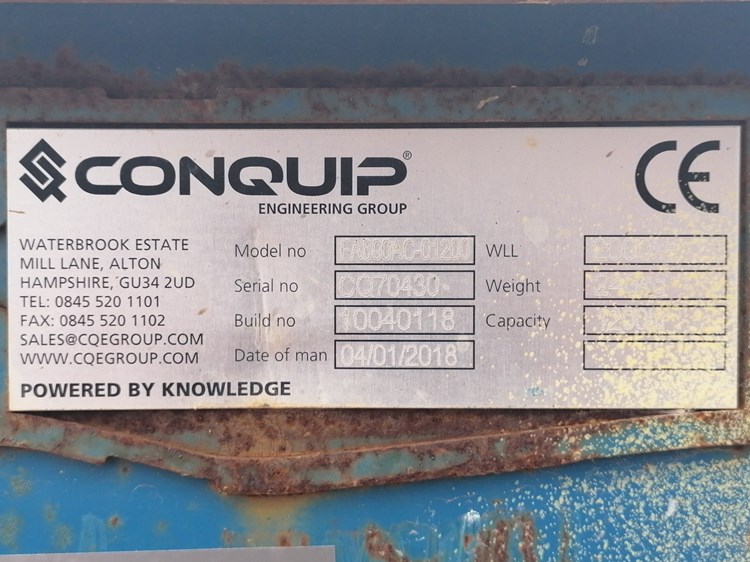 CONQUIP®
ENGINEERING GROUP
CE
WATERBROOK ESTATE
MILL LANE, ALTON
HAMPSHIRE, GU34 2UD
TEL: 0845 520 1101
FAX: 0845 520 1102
SALES@CQEGROUP.COM
WWW.CQEGROUP.COM
POWERED BY KNOWLEDGE
Model no
Serial no CC70430
Build no 10040118
Date of man 04/01/2018
WLL
Weight
Capacity